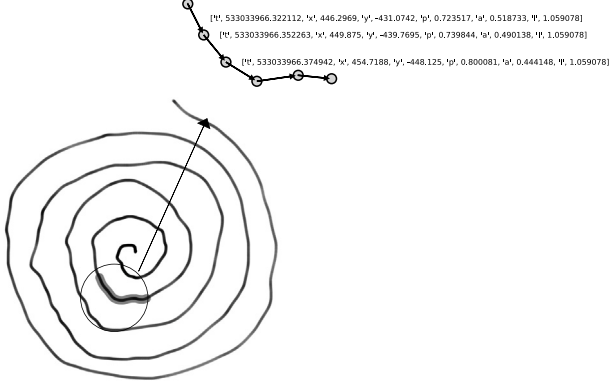 ['t', 533033966.322112, 'x', 446.2969, 'y', –431.0742, 'p', 0.723517, 'a', 0.518733, 'l', 1.059078]
['t', 533033966.352263, 'x', 449.875, 'y', –439.7695, 'p', 0.739844, 'a', 0.490138, 'l', 1.059078]
['t', 533033966.374942, 'x', 454.7188, 'y', –448.125, 'p', 0.800081, 'a', 0.444148, 'l', 1.059078]